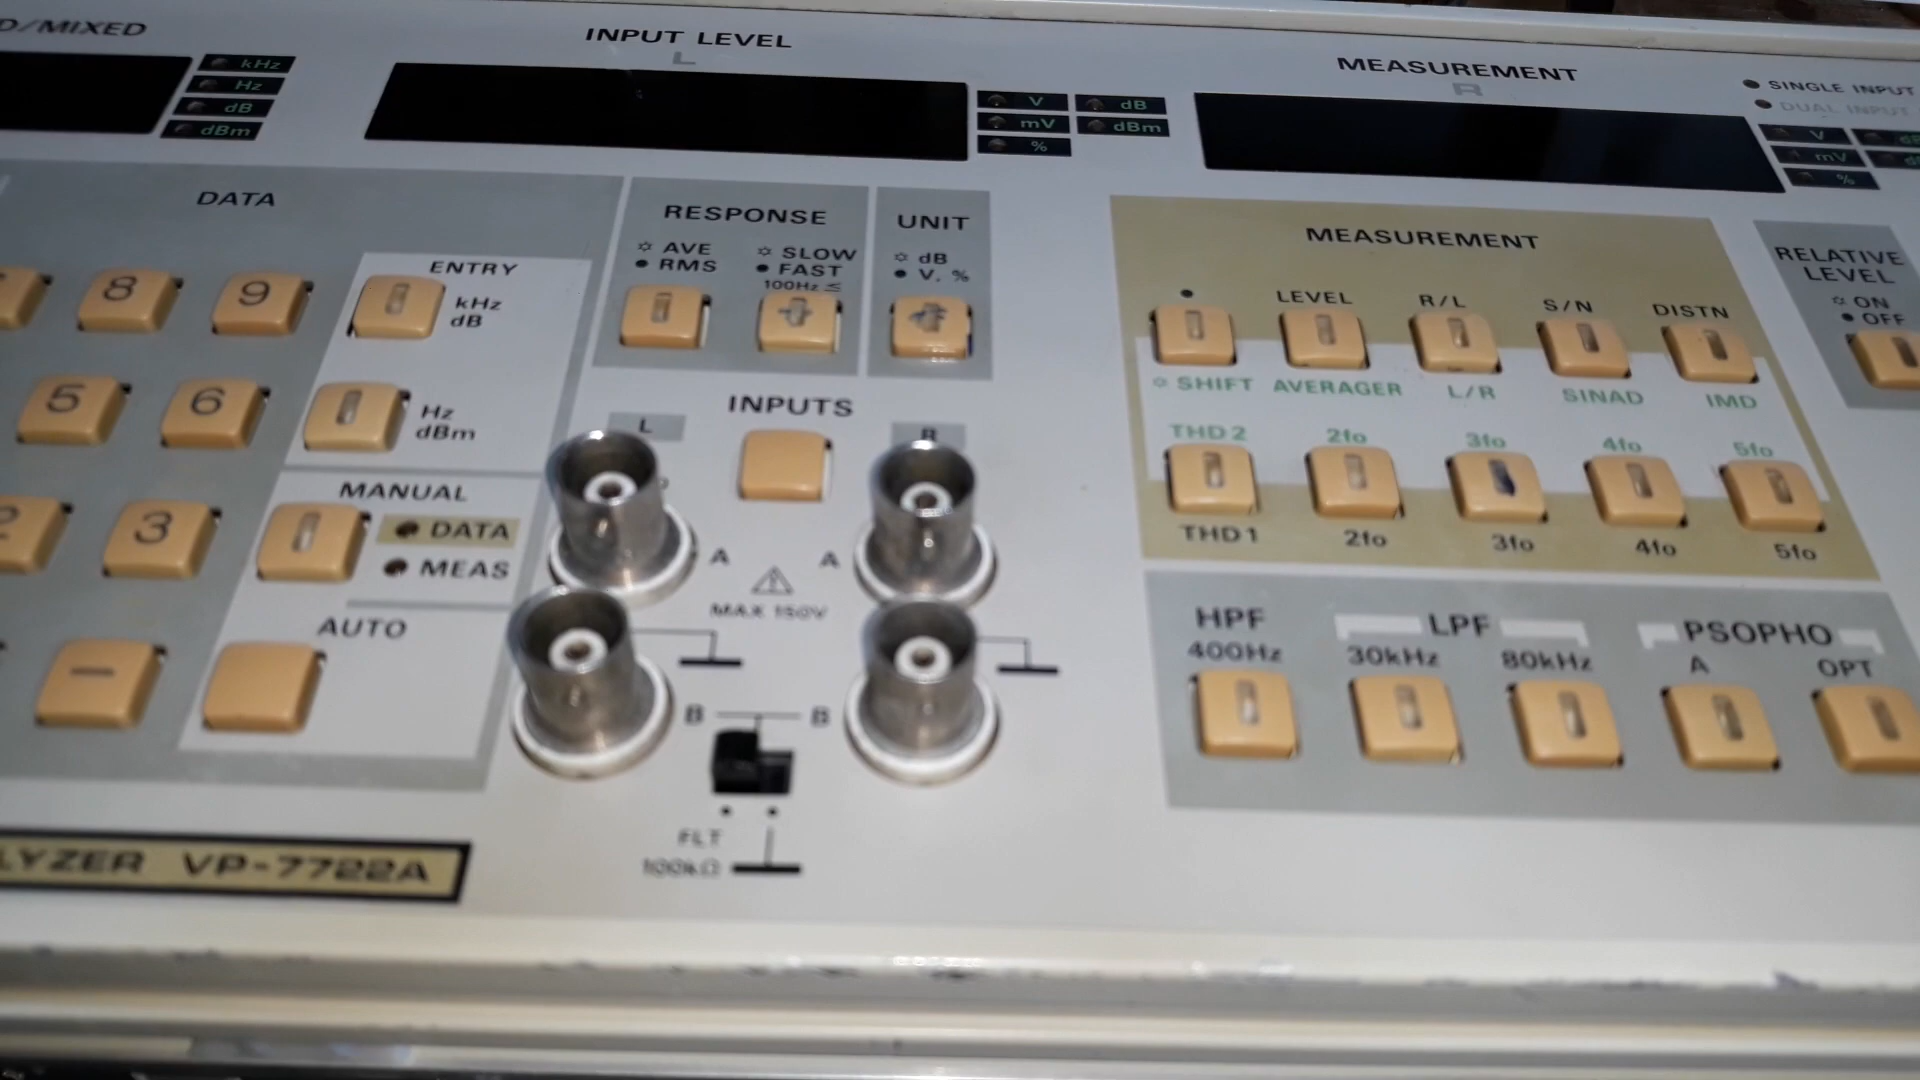 D/MIXED
kHz
Hz
dB
dBm
INPUT LEVEL
L
V
mV
%
dB
dBm
MEASUREMENT
R
SINGLE INPUT
DUAL INPUT
V
mV
%
DATA
8
9
5
6
2
3
−
ENTRY
kHz
dB
Hz
dBm
MANUAL
DATA
MEAS
AUTO
RESPONSE
AVE
RMS
SLOW
FAST
100Hz ≤
UNIT
dB
V, %
INPUTS
L
R
A
A
MAX 150V
B
B
FLT
100kΩ
MEASUREMENT
LEVEL
R/L
S/N
DISTN
SHIFT
AVERAGER
L/R
SINAD
IMD
THD 2
2fo
3fo
4fo
5fo
THD 1
2fo
3fo
4fo
5fo
RELATIVE
LEVEL
ON
OFF
HPF
400Hz
LPF
30kHz
80kHz
PSOPHO
A
OPT
LYZER VP-7722A